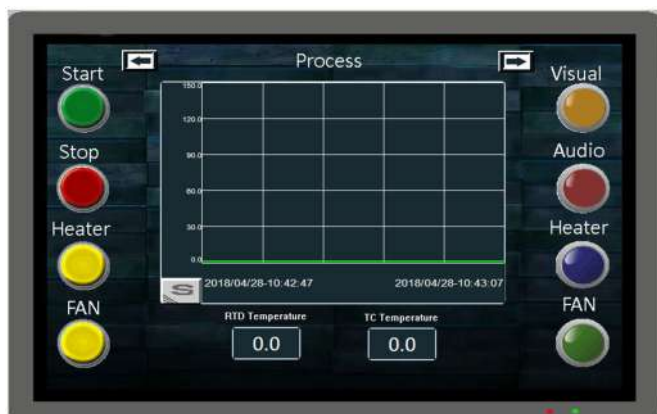 Process
Start
Visual
Stop
Audio
Heater
Heater
FAN
FAN
150.0
120.0
90.0
60.0
30.0
0.0
S
2018/04/28-10:42:47
2018/04/28-10:43:07
RTD Temperature
TC Temperature
0.0
0.0